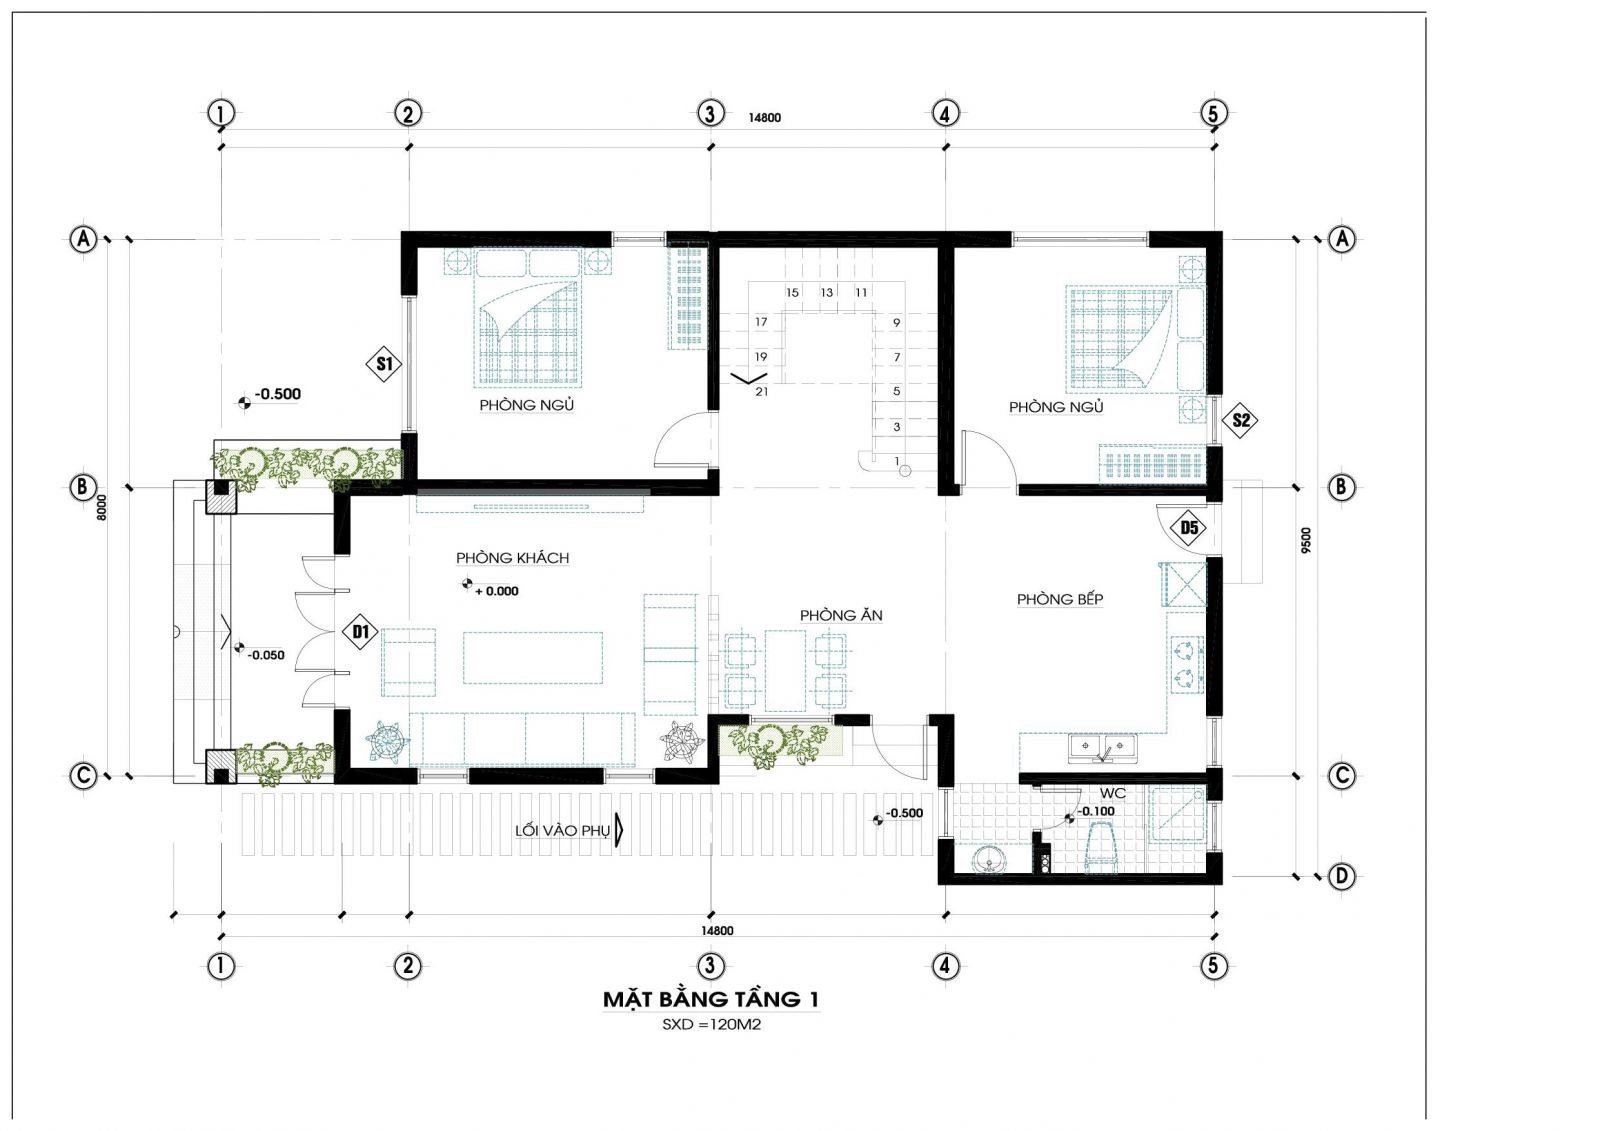 1 2 3 4 5
14800
A A
15 13 11
17 9
19 7
S1
21 5
-0.500
PHÒNG NGỦ
PHÒNG NGỦ
S2
3
1
B B
8000
D5
9500
PHÒNG KHÁCH
+ 0.000
PHÒNG BẾP
PHÒNG ĂN
D1
-0.050
C C
WC
-0.100
-0.500
LỐI VÀO PHỤ
D
14800
1 2 3 4 5
MẶT BẰNG TẦNG 1
SXD =120M2